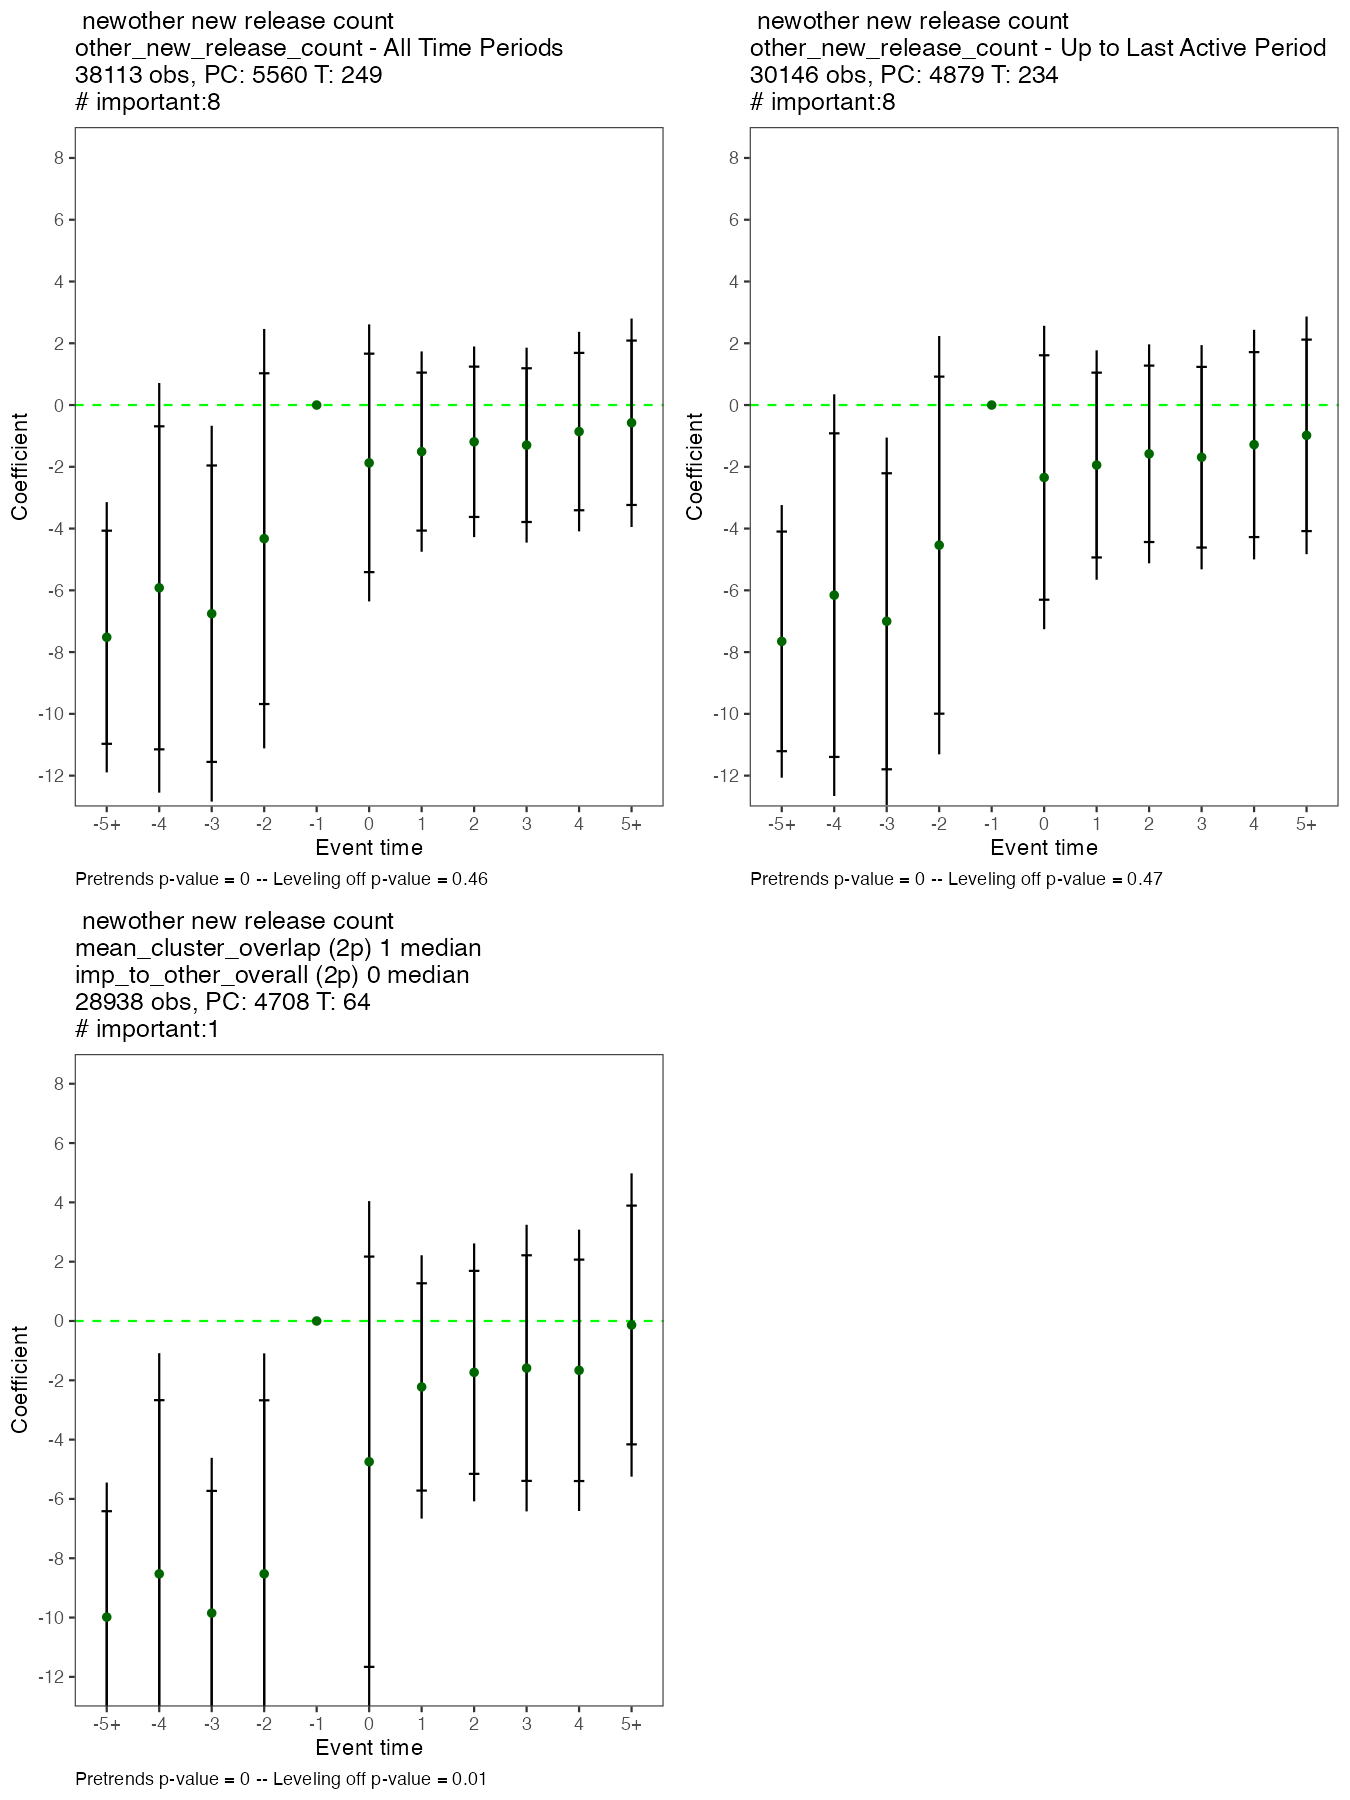 newother new release count
other_new_release_count - All Time Periods
38113 obs, PC: 5560 T: 249
# important:8
8
6
4
2
0
-2
-4
-6
-8
-10
-12
Coefficient
-5+ -4 -3 -2 -1 0 1 2 3 4 5+
Event time
Pretrends p-value = 0 -- Leveling off p-value = 0.46
newother new release count
other_new_release_count - Up to Last Active Period
30146 obs, PC: 4879 T: 234
# important:8
8
6
4
2
0
-2
-4
-6
-8
-10
-12
Coefficient
-5+ -4 -3 -2 -1 0 1 2 3 4 5+
Event time
Pretrends p-value = 0 -- Leveling off p-value = 0.47
newother new release count
mean_cluster_overlap (2p) 1 median
imp_to_other_overall (2p) 0 median
28938 obs, PC: 4708 T: 64
# important:1
8
6
4
2
0
-2
-4
-6
-8
-10
-12
Coefficient
-5+ -4 -3 -2 -1 0 1 2 3 4 5+
Event time
Pretrends p-value = 0 -- Leveling off p-value = 0.01